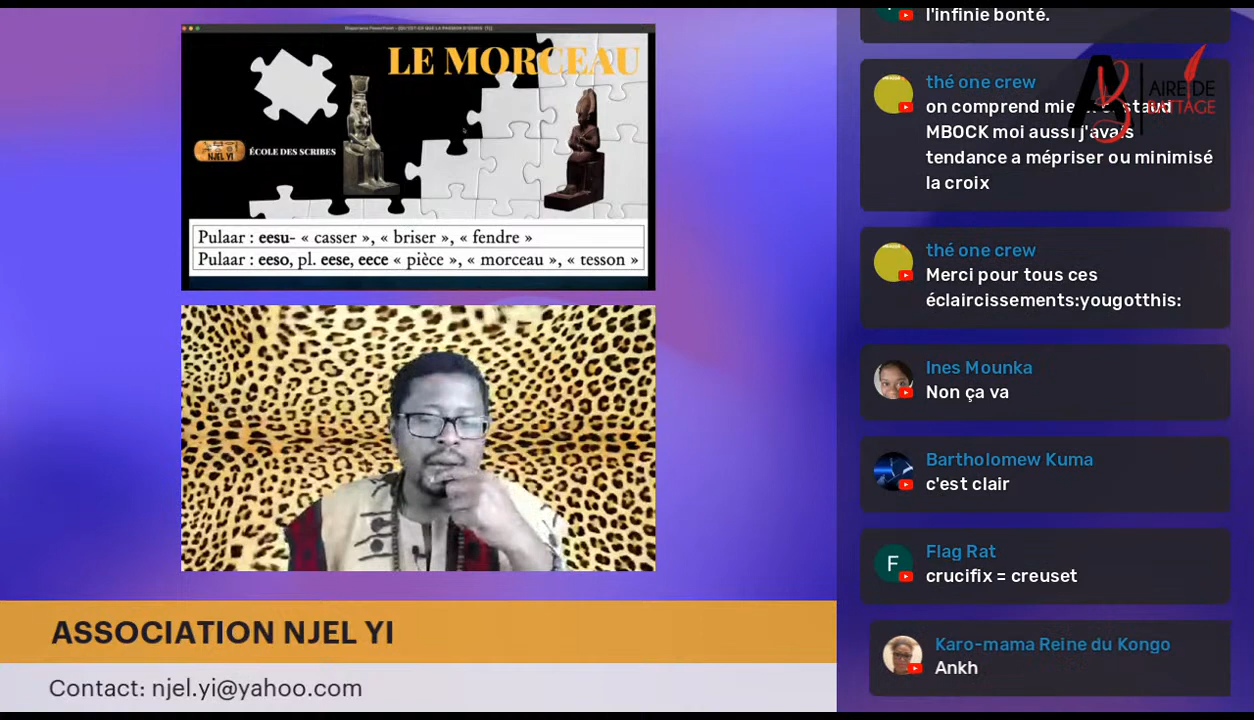 LE MORCEAU
NJEL YI
ÉCOLE DES SCRIBES
Pulaar : eesu- « casser », « briser », « fendre »
Pulaar : eeso, pl. eese, eece « pièce », « morceau », « tesson »
ASSOCIATION NJEL YI
Contact: njel.yi@yahoo.com
l'infinie bonté.
thé one crew
on comprend
MBOCK moi aussi j'avais
tendance a mépriser ou minimisé
la croix
AIRE DE
BATTAGE
thé one crew
Merci pour tous ces
éclaircissements:yougotthis:
Ines Mounka
Non ça va
Bartholomew Kuma
c'est clair
F
Flag Rat
crucifix = creuset
Karo-mama Reine du Kongo
Ankh